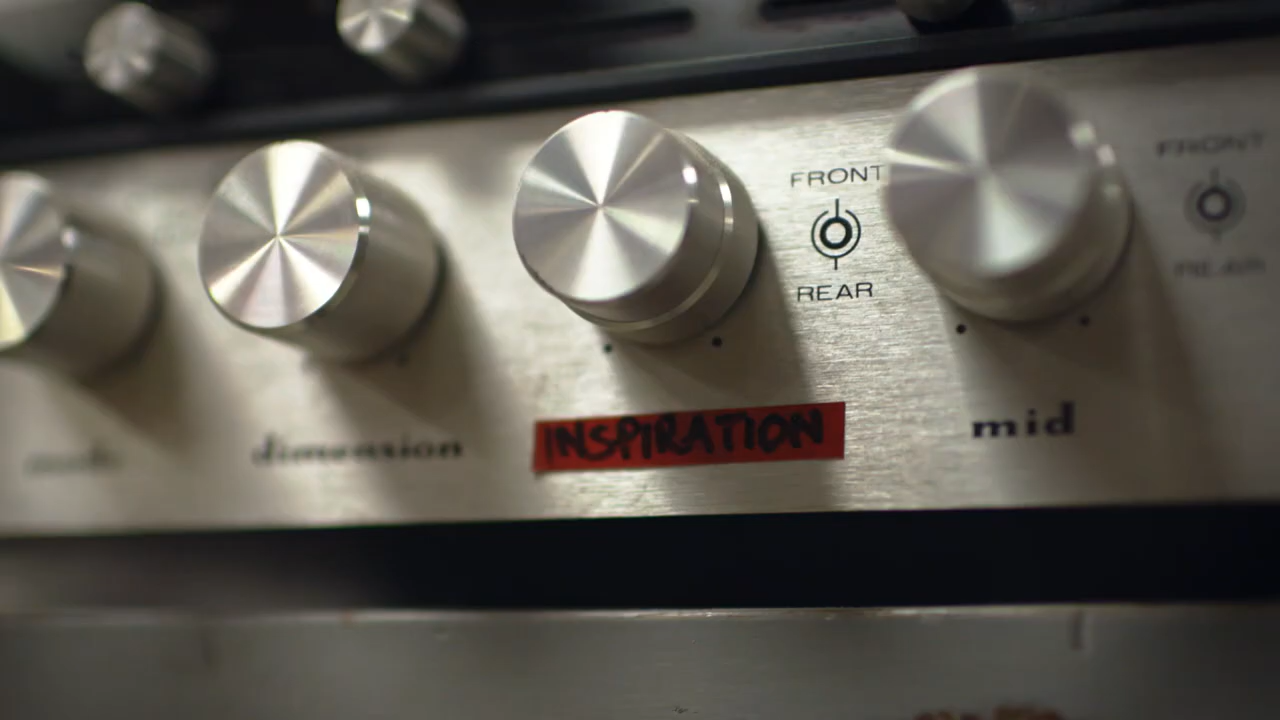 FRONT
REAR
FRONT
REAR
dimension
INSPIRATION
mid